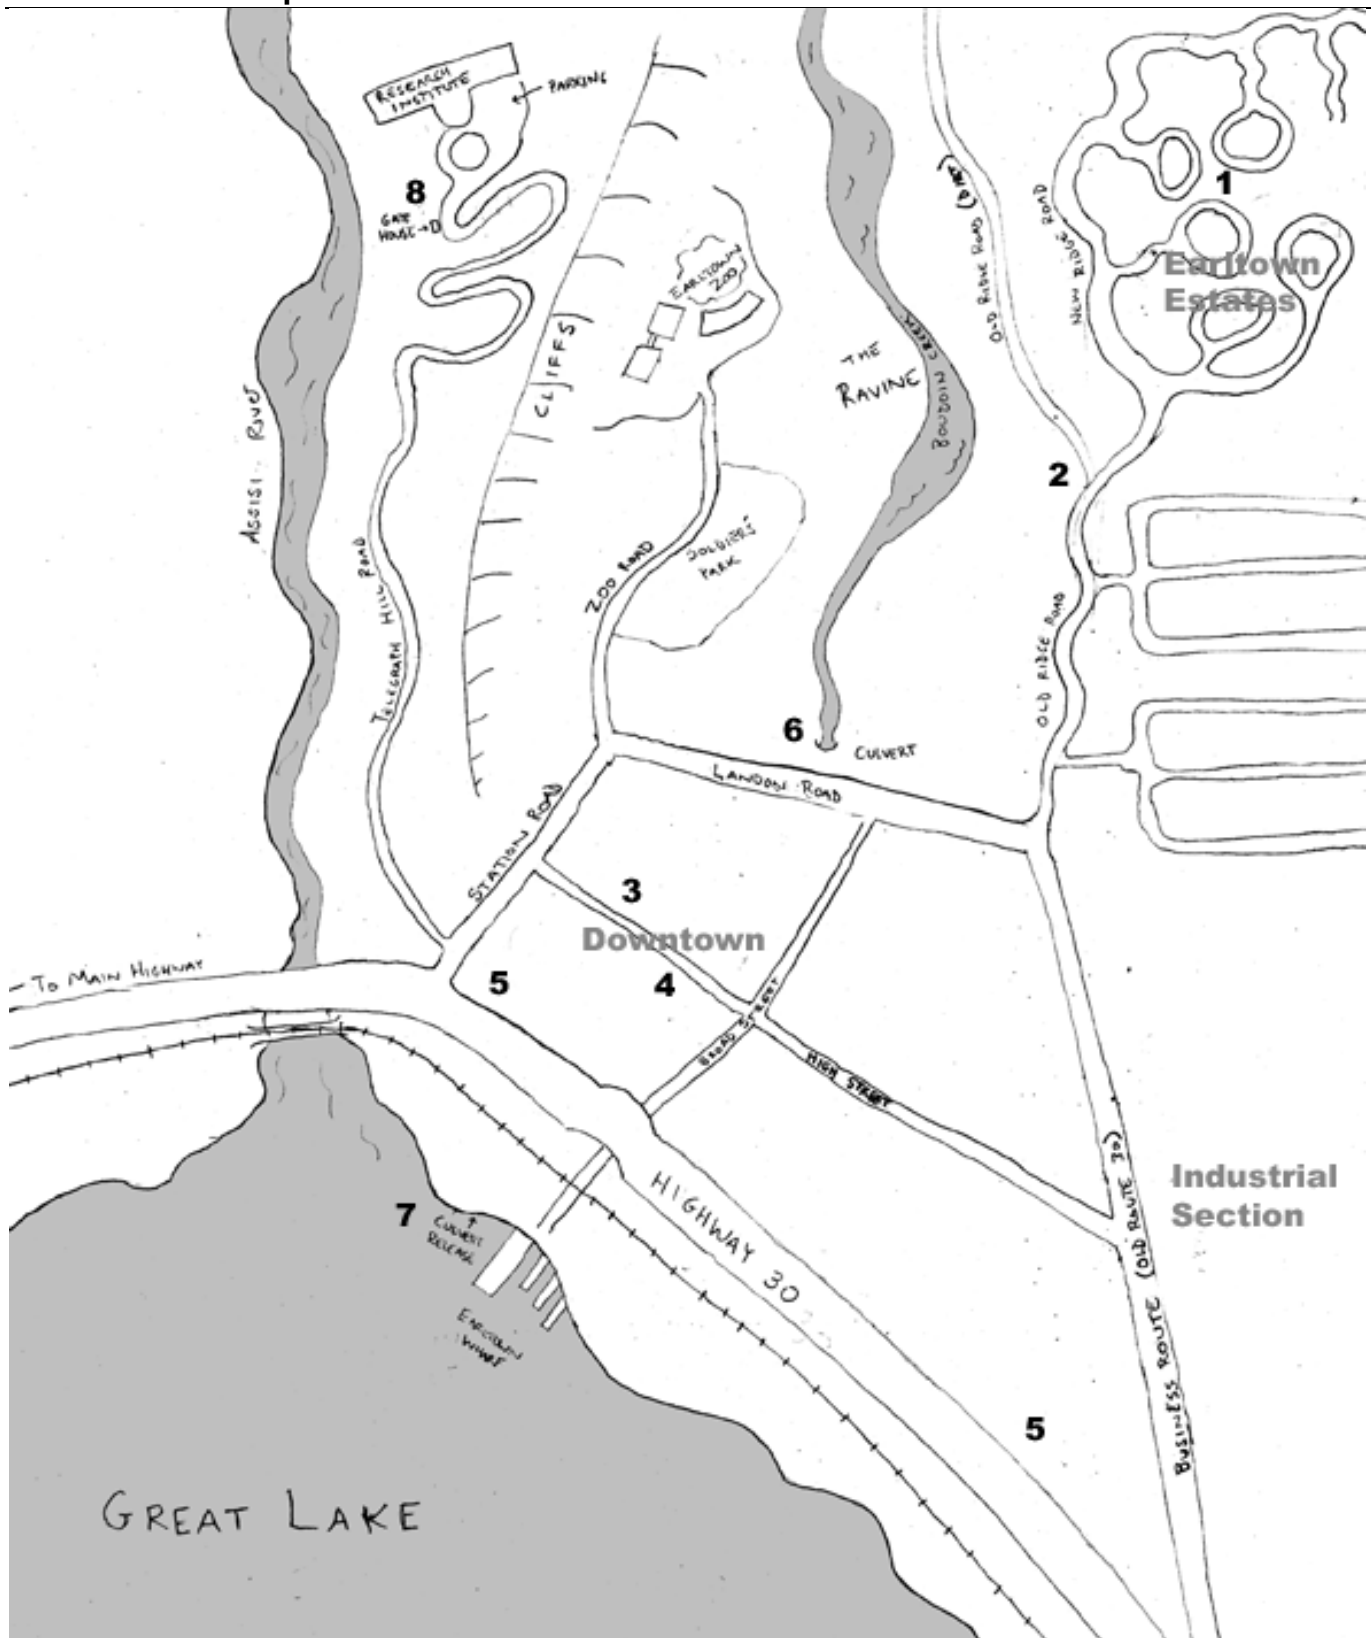 RESEARCH
INSTITUTE
← PARKING
8
GATE
HOUSE → D
1
EARLTOWN
ZOO
OLD RIDGE ROAD (DIRT)
NEW RIDGE ROAD
Earltown
Estates
CLIFFS
THE
RAVINE
BOUDOIN CREEK
ASSISI RIVER
2
ZOO ROAD
SOLDIERS'
PARK
TELEGRAPH HILL ROAD
OLD RIDGE ROAD
6
CULVERT
LANDON ROAD
STATION ROAD
3
Downtown
TO MAIN HIGHWAY
5
4
BROAD STREET
HIGH STREET
Industrial
Section
7
CULVERT
RELEASE
HIGHWAY 30
EARLTOWN
WHARF
BUSINESS ROUTE (OLD ROUTE 30)
5
GREAT LAKE